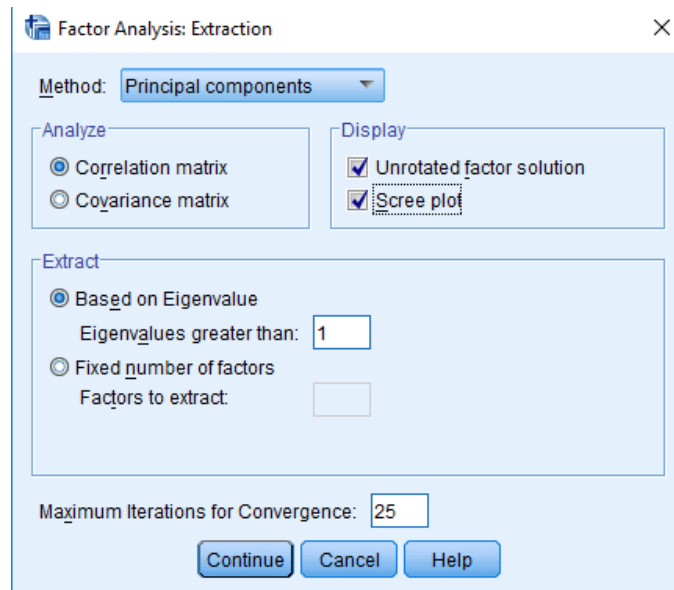 Factor Analysis: Extraction
Method: Principal components
Analyze
Correlation matrix
Covariance matrix
Display
Unrotated factor solution
Scree plot
Extract
Based on Eigenvalue
Eigenvalues greater than: 1
Fixed number of factors
Factors to extract:
Maximum Iterations for Convergence: 25
Continue Cancel Help